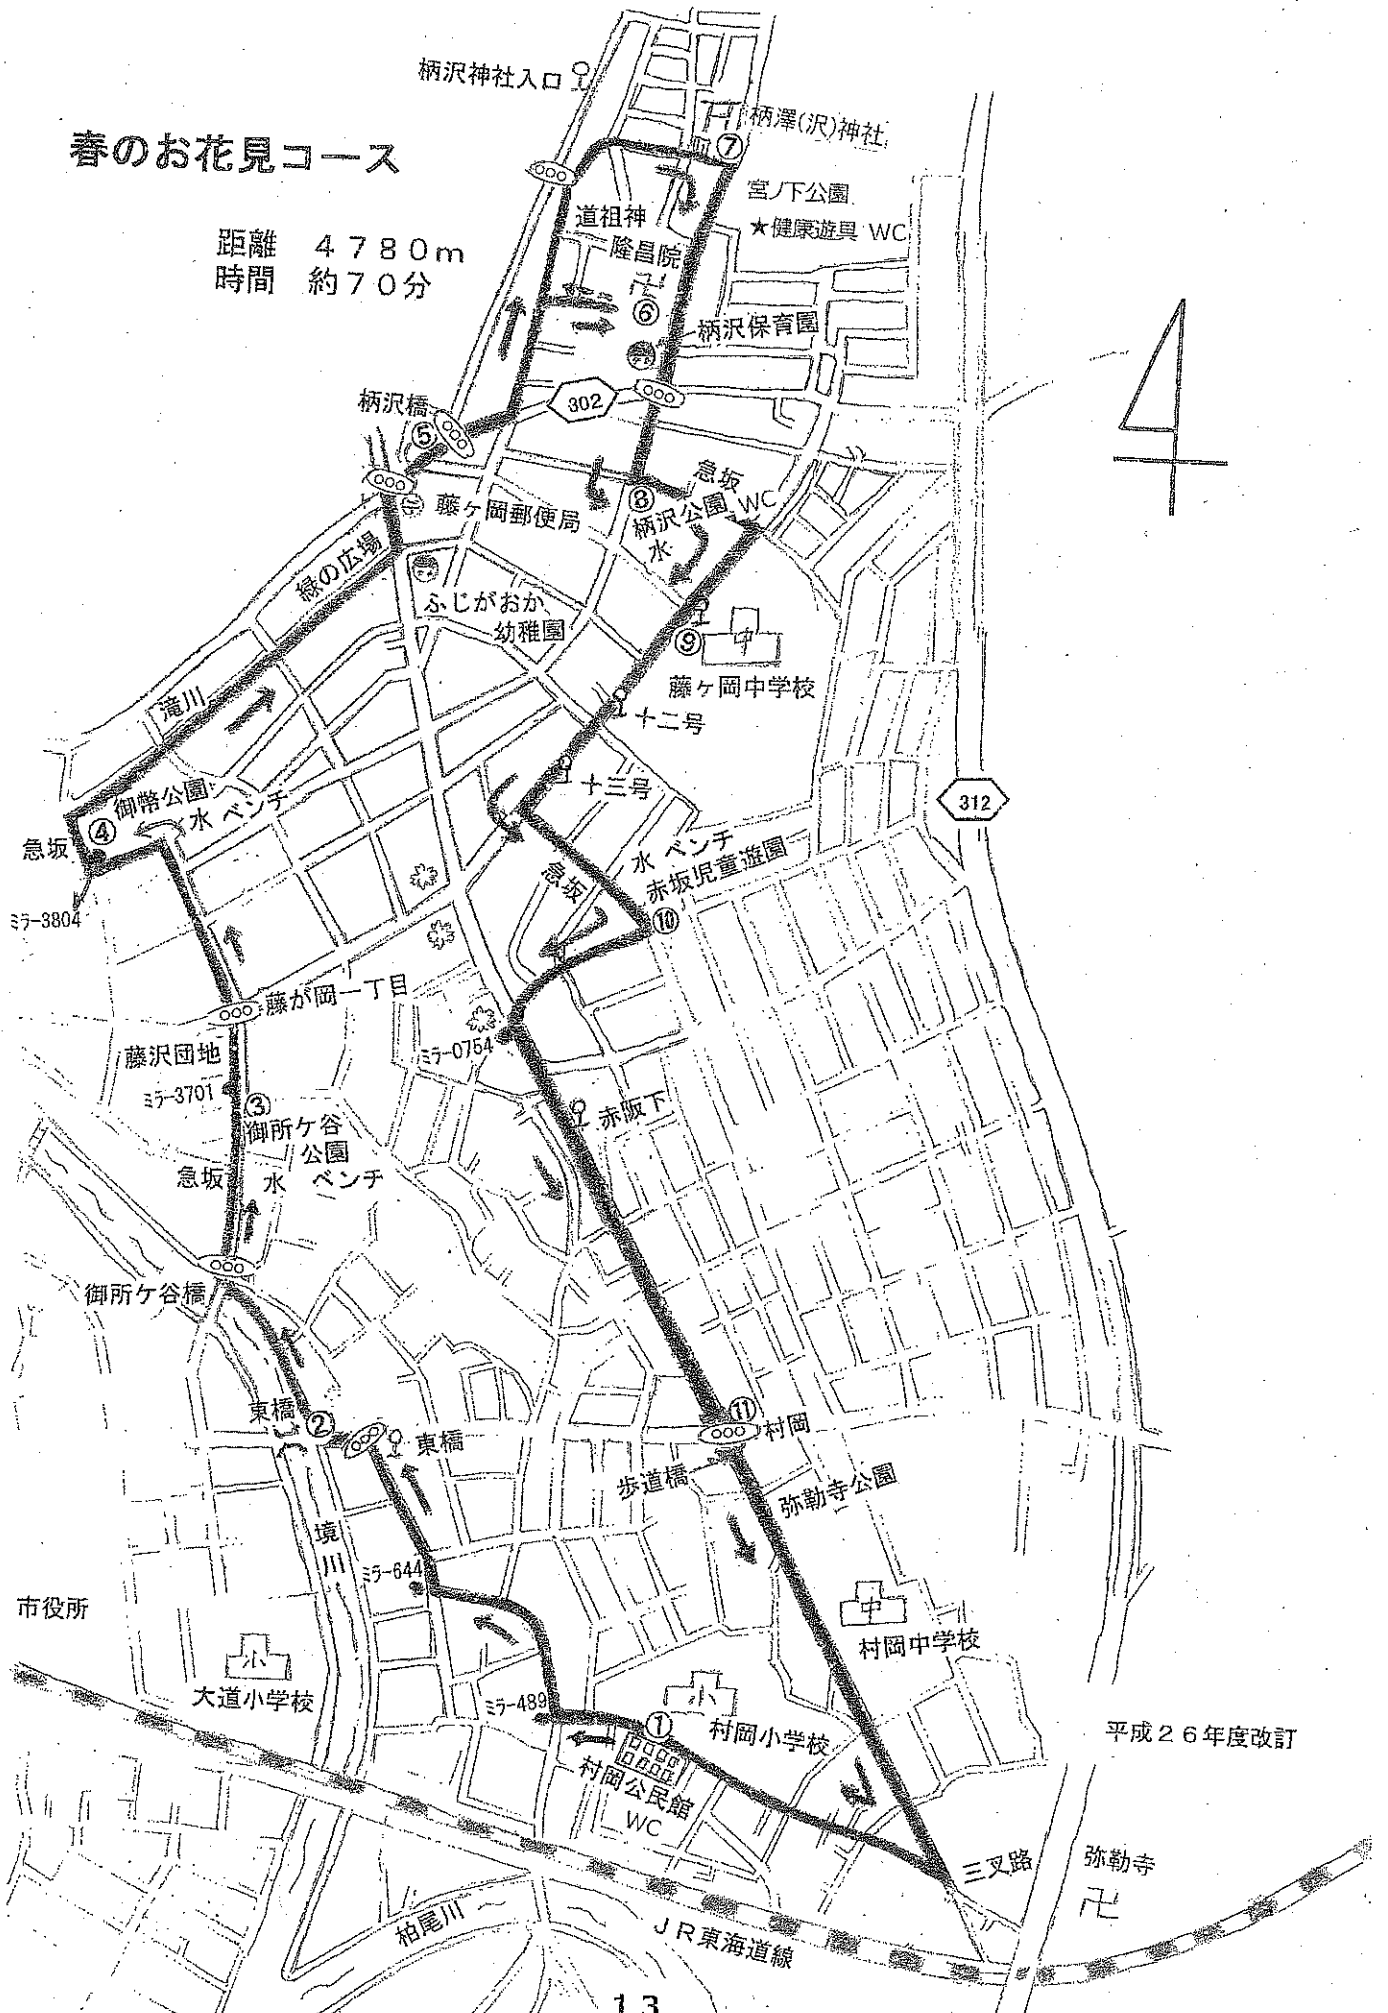 柄沢神社入口
春のお花見コース
柄澤(沢)神社
⑦
宮ノ下公園
★健康遊具 WC
距離 4780m
時間 約70分
道祖神
隆昌院
卍
⑥
柄沢保育園
柄沢橋
302
⑤
急坂
⑧
藤ヶ岡郵便局
柄沢公園 WC
水
緑の広場
ふじがおか
幼稚園
中
⑨
藤ヶ岡中学校
滝川
十二号
十三号
312
御幣公園
水 ベンチ
④
急坂
水 ベンチ
赤坂児童遊園
急坂
⑩
ミラー3804
藤が岡一丁目
藤沢団地
ミラー0754
ミラー3701
③
赤阪下
御所ケ谷
公園
急坂 水 ベンチ
御所ケ谷橋
東橋
②
東橋
⑪
村岡
歩道橋
弥勒寺公園
境川
ミラー644
市役所
中
村岡中学校
小
大道小学校
ミラー489
小
①
村岡小学校
平成26年度改訂
村岡公民館
WC
三叉路
弥勒寺
卍
柏尾川
JR東海道線
13